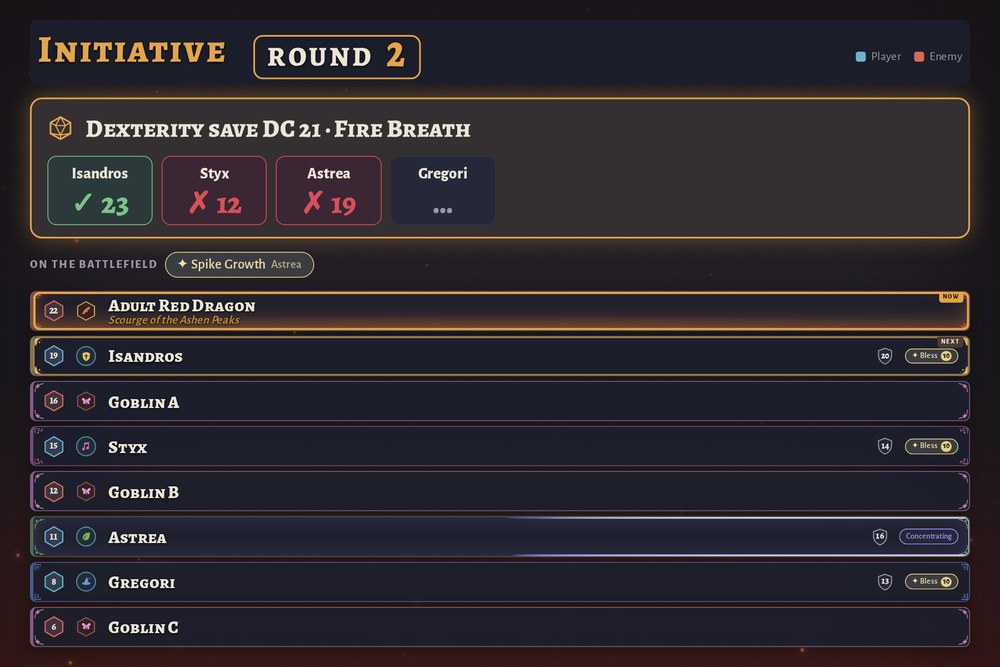 Initiative ROUND 2
Player Enemy
Dexterity save DC 21 · Fire Breath
Isandros Styx Astrea Gregori
✓ 23 ✗ 12 ✗ 19 ...
ON THE BATTLEFIELD ✦ Spike Growth Astrea
NOW
22 Adult Red Dragon
Scourge of the Ashen Peaks
NEXT
19 Isandros 20 ✦ Bless 10
16 Goblin A
15 Styx 14 ✦ Bless 10
12 Goblin B
11 Astrea 16 Concentrating
8 Gregori 13 ✦ Bless 10
6 Goblin C